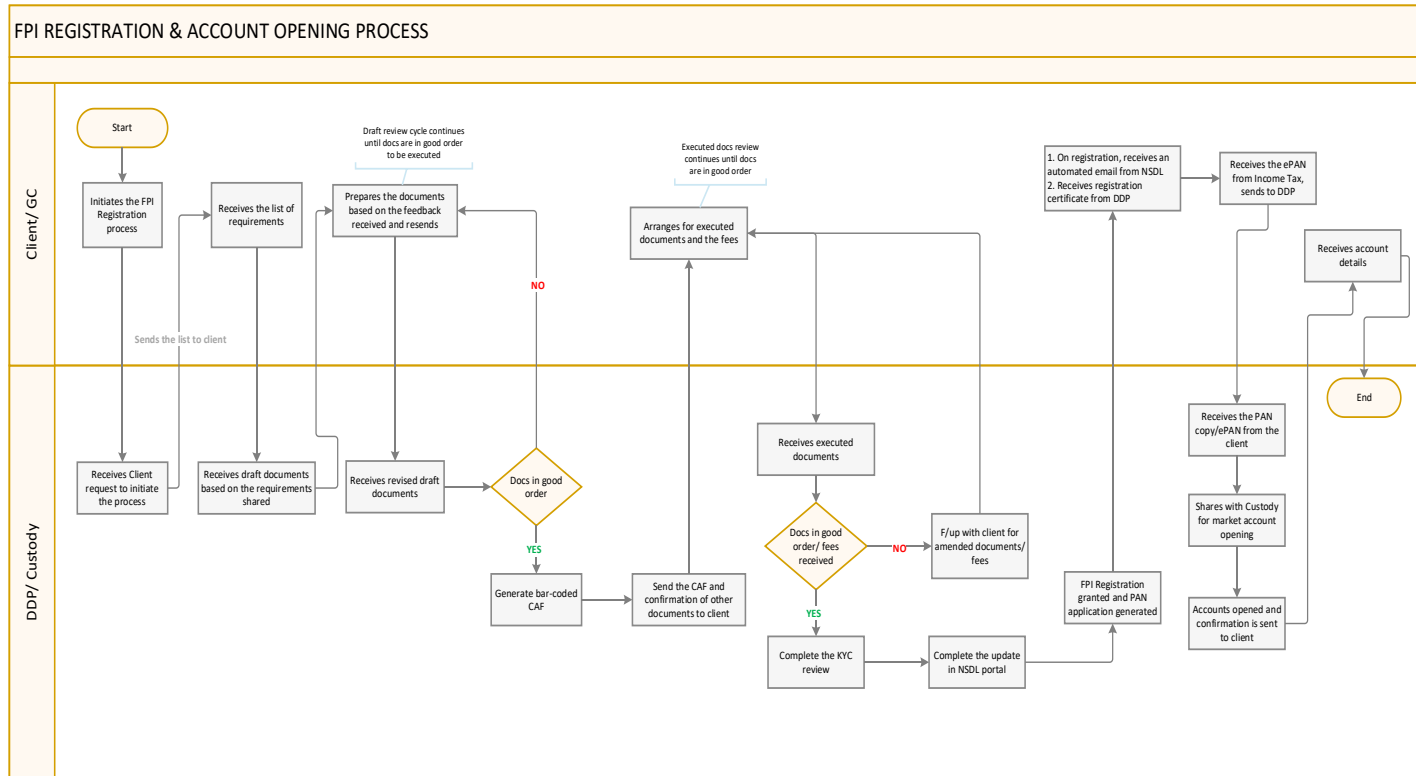 FPI REGISTRATION & ACCOUNT OPENING PROCESS
Client/ GC
Start
Initiates the FPI
Registration
process
Receives the list of
requirements
Sends the list to client
Draft review cycle continues
until docs are in good order
to be executed
Prepares the documents
based on the feedback
received and resends
NO
Executed docs review
continues until docs
are in good order
Arranges for executed
documents and the fees
1. On registration, receives an
automated email from NSDL
2. Receives registration
certificate from DDP
Receives the ePAN
from Income Tax,
sends to DDP
Receives account
details
DDP/ Custody
Receives Client
request to initiate
the process
Receives draft documents
based on the requirements
shared
Receives revised draft
documents
Docs in good
order
YES
Generate bar-coded
CAF
Send the CAF and
confirmation of other
documents to client
Receives executed
documents
Docs in good
order/ fees
received
NO
F/up with client for
amended documents/
fees
YES
Complete the KYC
review
Complete the update
in NSDL portal
FPI Registration
granted and PAN
application generated
Receives the PAN
copy/ePAN from the
client
Shares with Custody
for market account
opening
Accounts opened and
confirmation is sent
to client
End